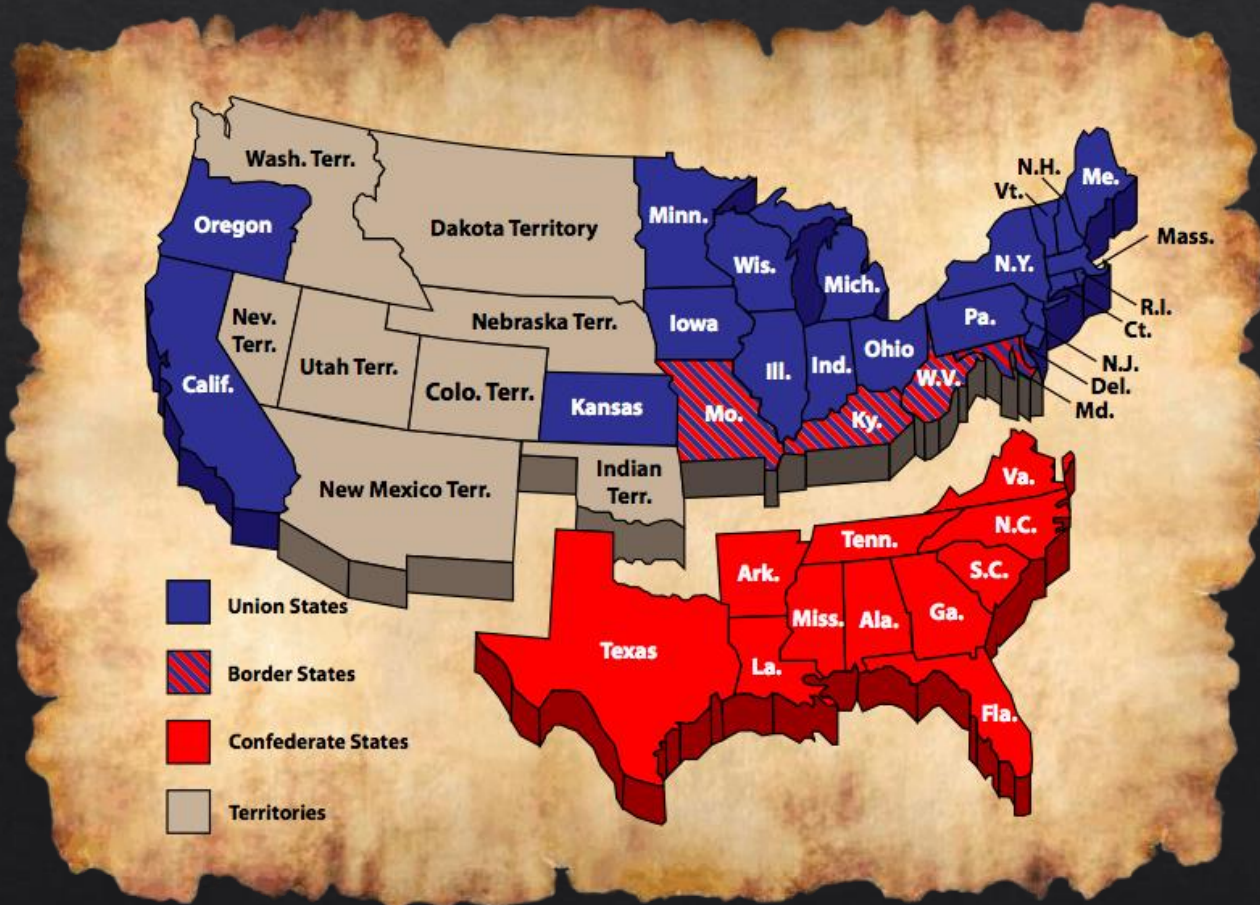 Wash. Terr.
Oregon
Dakota Territory
Minn.
Wis.
Mich.
N.H.
Vt.
Me.
Mass.
N.Y.
R.I.
Ct.
Pa.
N.J.
Del.
Md.
Nev.
Terr.
Nebraska Terr.
Iowa
Utah Terr.
Colo. Terr.
Ill.
Ind.
Ohio
Calif.
Kansas
Mo.
Ky.
W.V.
New Mexico Terr.
Indian
Terr.
Va.
N.C.
Tenn.
S.C.
Ark.
Miss.
Ala.
Ga.
Texas
La.
Fla.
Union States
Border States
Confederate States
Territories